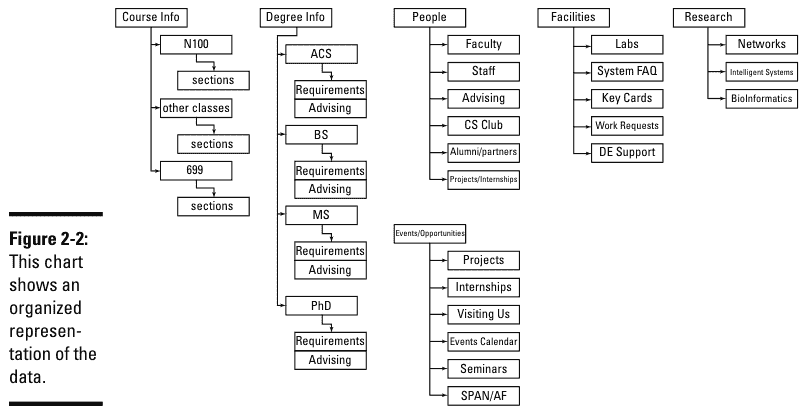 Course Info
N100
sections
other classes
sections
699
sections
Degree Info
ACS
Requirements
Advising
BS
Requirements
Advising
MS
Requirements
Advising
PhD
Requirements
Advising
People
Faculty
Staff
Advising
CS Club
Alumni/partners
Projects/Internships
Facilities
Labs
System FAQ
Key Cards
Work Requests
DE Support
Research
Networks
Intelligent Systems
BioInformatics
Events/Opportunities
Projects
Internships
Visiting Us
Events Calendar
Seminars
SPAN/AF
Figure 2-2:
This chart
shows an
organized
represen-
tation of the
data.